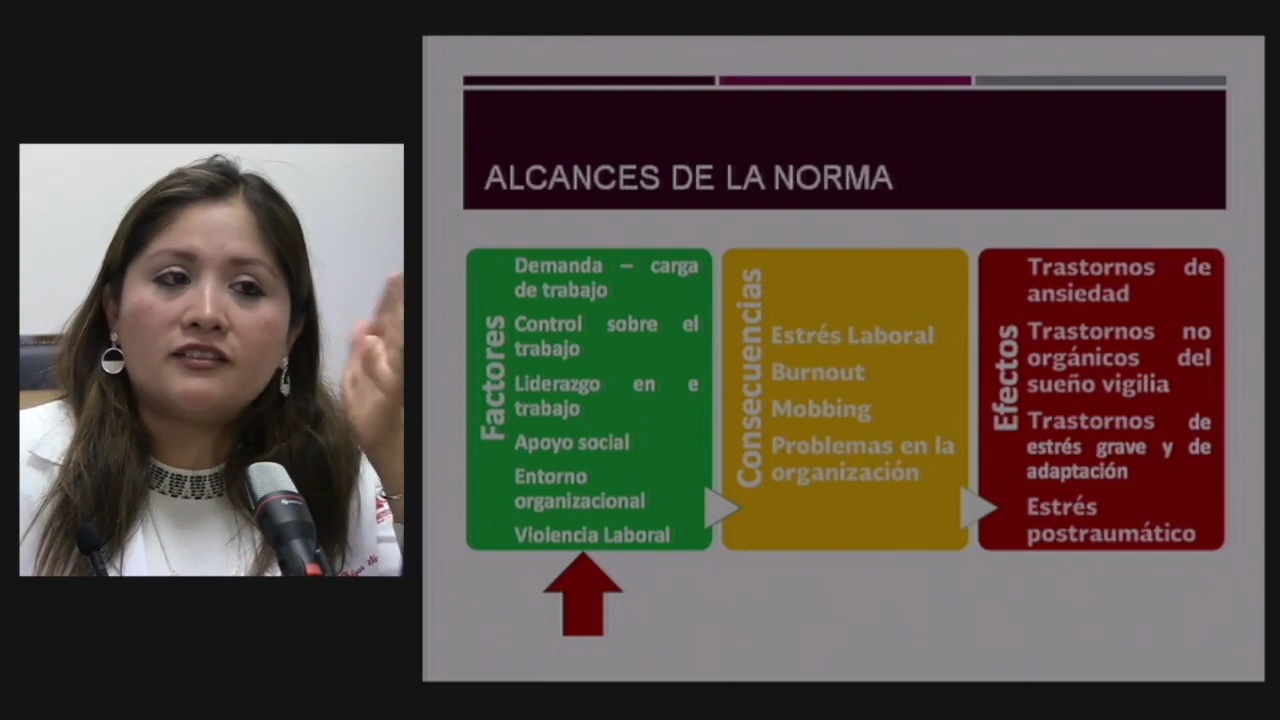 ALCANCES DE LA NORMA
Factores
Demanda – carga
de trabajo
Control sobre el
trabajo
Liderazgo en e
trabajo
Apoyo social
Entorno
organizacional
Violencia Laboral
Consecuencias
Estrés Laboral
Burnout
Mobbing
Problemas en la
organización
Efectos
Trastornos de
ansiedad
Trastornos no
orgánicos del
sueño vigilia
Trastornos de
estrés grave y de
adaptación
Estrés
postraumático